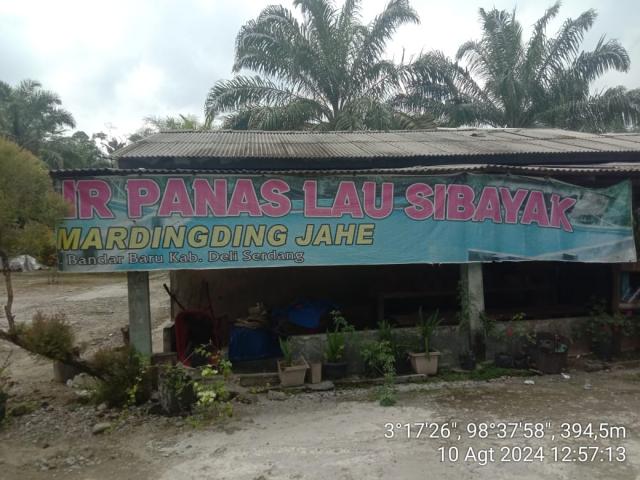 IR PANAS LAU SIBAYAK
MARDINGDING JAHE
Bandar Baru Kab. Deli Serdang
3°17'26", 98°37'58", 394,5m
10 Agt 2024 12:57:13